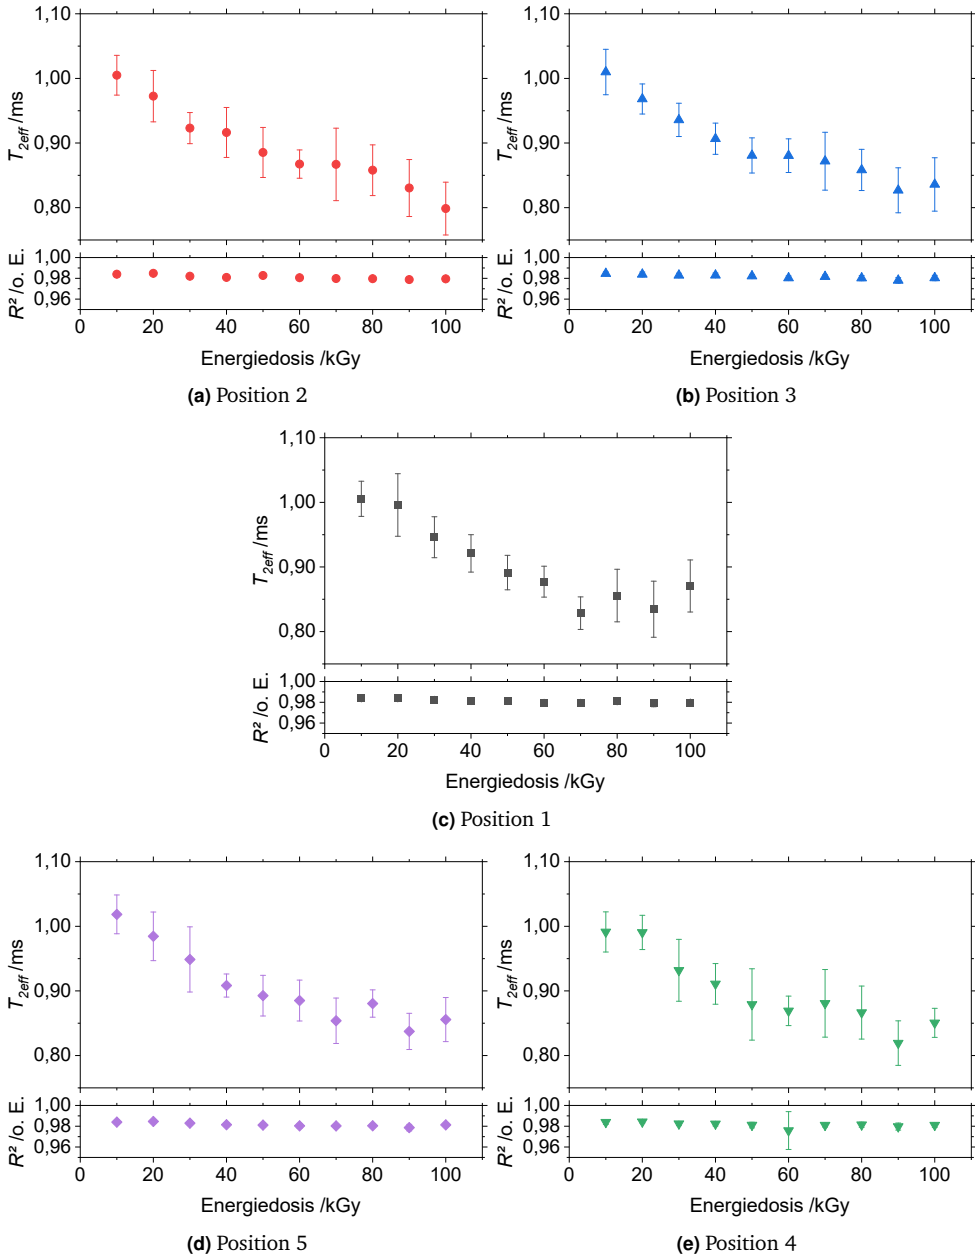 1,10
1,00
0,90
0,80
T2eff /ms
1,00
0,98
0,96
R² /o. E.
0 20 40 60 80 100
Energiedosis /kGy
(a) Position 2
1,10
1,00
0,90
0,80
T2eff /ms
1,00
0,98
0,96
R² /o. E.
0 20 40 60 80 100
Energiedosis /kGy
(b) Position 3
1,10
1,00
0,90
0,80
T2eff /ms
1,00
0,98
0,96
R² /o. E.
0 20 40 60 80 100
Energiedosis /kGy
(c) Position 1
1,10
1,00
0,90
0,80
T2eff /ms
1,00
0,98
0,96
R² /o. E.
0 20 40 60 80 100
Energiedosis /kGy
(d) Position 5
1,10
1,00
0,90
0,80
T2eff /ms
1,00
0,98
0,96
R² /o. E.
0 20 40 60 80 100
Energiedosis /kGy
(e) Position 4